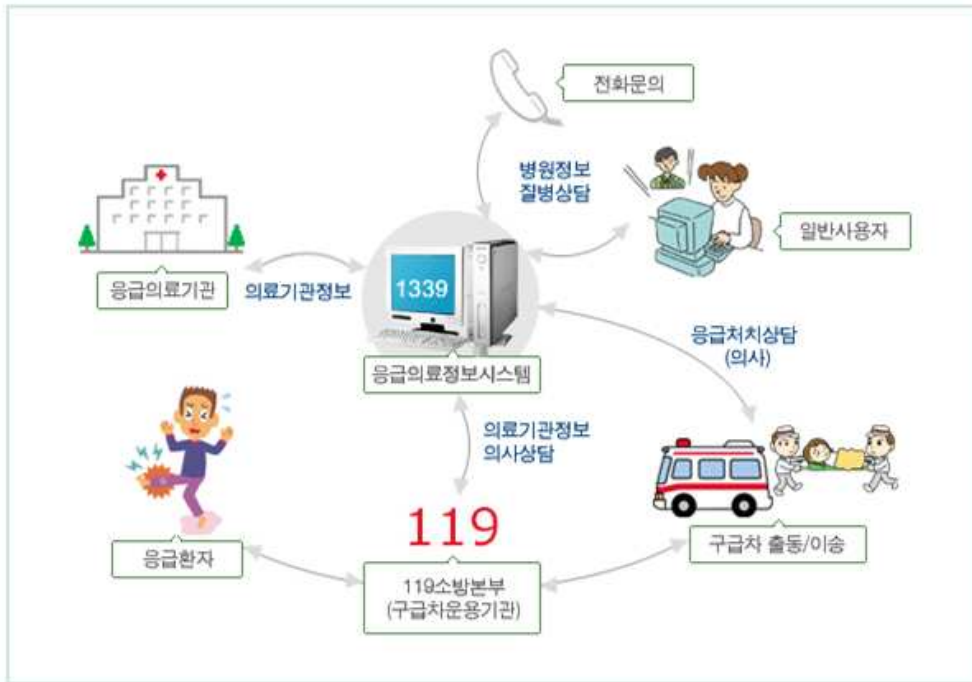 전화문의
병원정보
질병상담
일반사용자
응급의료기관
의료기관정보
1339
응급의료정보시스템
응급처치상담
(의사)
의료기관정보
의사상담
응급환자
119
119소방본부
(구급차운용기관)
구급차 출동/이송